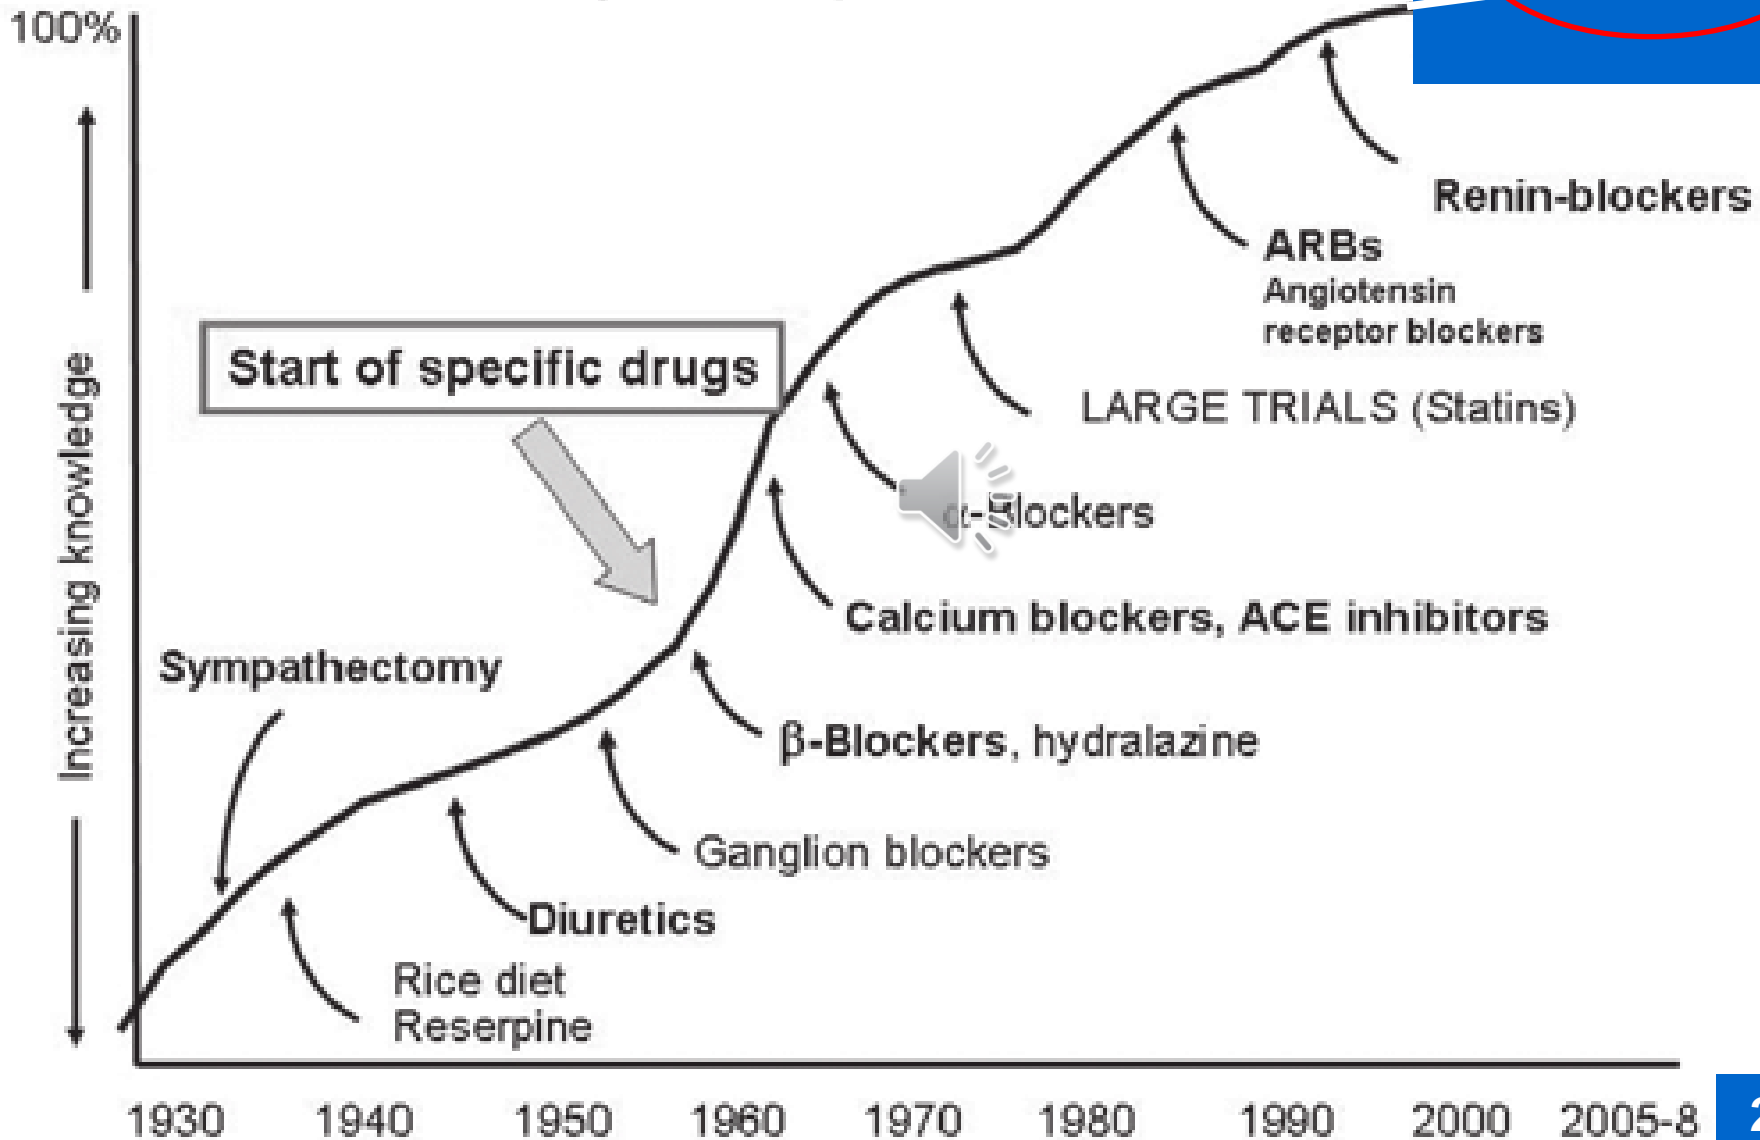 100%
Increasing knowledge
Renin-blockers
ARBs
Angiotensin
receptor blockers
Start of specific drugs
LARGE TRIALS (Statins)
α-Blockers
Calcium blockers, ACE inhibitors
Sympathectomy
β-Blockers, hydralazine
Ganglion blockers
Diuretics
Rice diet
Reserpine
1930 1940 1950 1960 1970 1980 1990 2000 2005-8